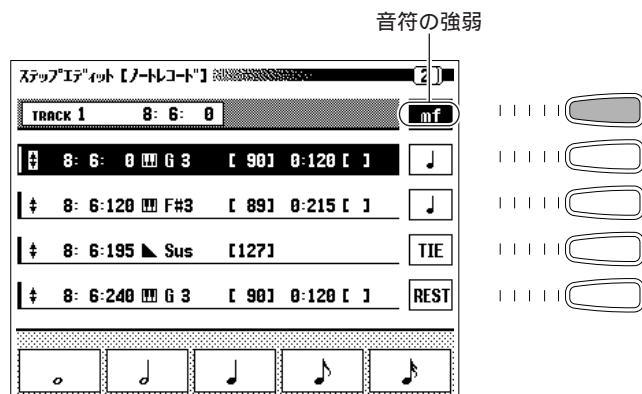 音符の強弱
ステップエディット【ノートレコード】 2
TRACK 1 8: 6: 0 mf
8: 6: 0 G 3 [ 90] 0:120 [ ]
8: 6:120 F#3 [ 89] 0:215 [ ]
8: 6:195 Sus [127] TIE
8: 6:240 G 3 [ 90] 0:120 [ ] REST